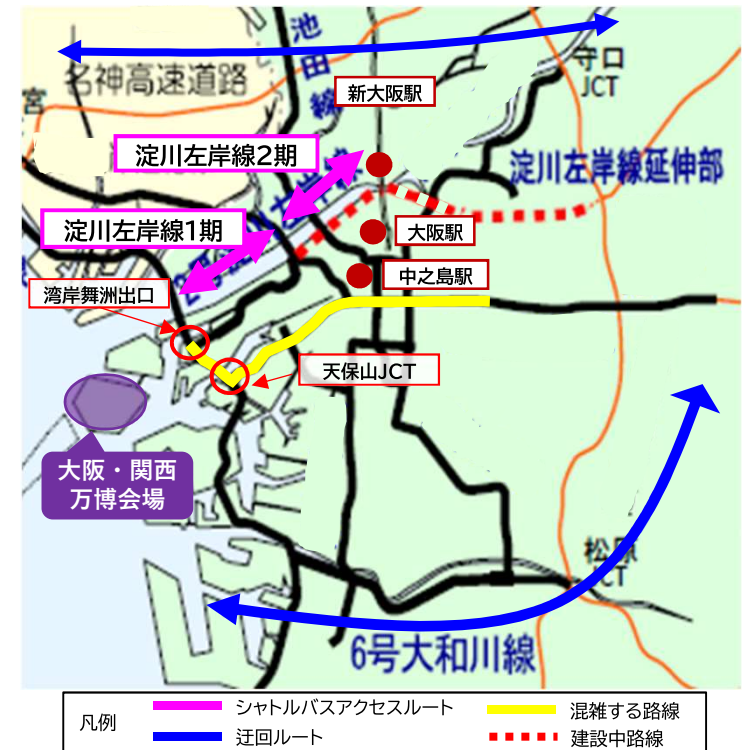 池田線
守口
JCT
名神高速道路
宮
新大阪駅
淀川左岸線2期
淀川左岸線延伸部
淀川左岸線1期
大阪駅
中之島駅
湾岸舞洲出口
天保山JCT
大阪・関西
万博会場
松原
JCT
6号大和川線
凡例
シャトルバスアクセスルート
混雑する路線
迂回ルート
建設中路線